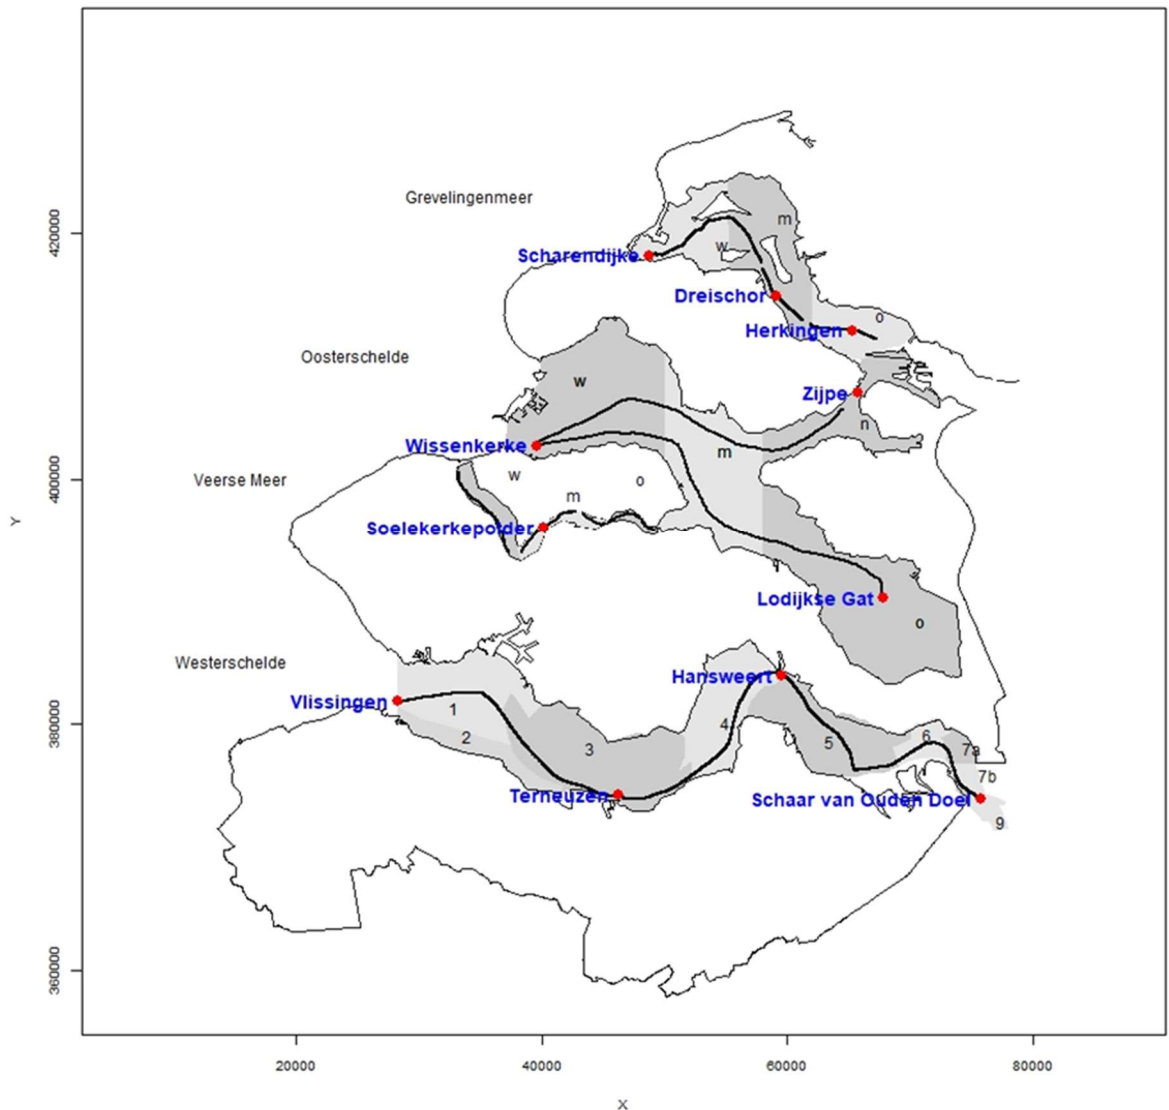 Grevelingenmeer
m
w
Scharendijke
Dreischor
o
Herkingen
Oosterschelde
w
Zijpe
n
Wissenkerke
m
Veerse Meer
w
o
m
Soelekerkepolder
Lodijkse Gat
o
Westerschelde
Hansweert
Vlissingen
1
2
3
4
5
6
7a
7b
Terneuzen
Schaar van Ouden Doel
9
Y
420000
400000
380000
360000
20000
40000
60000
80000
X